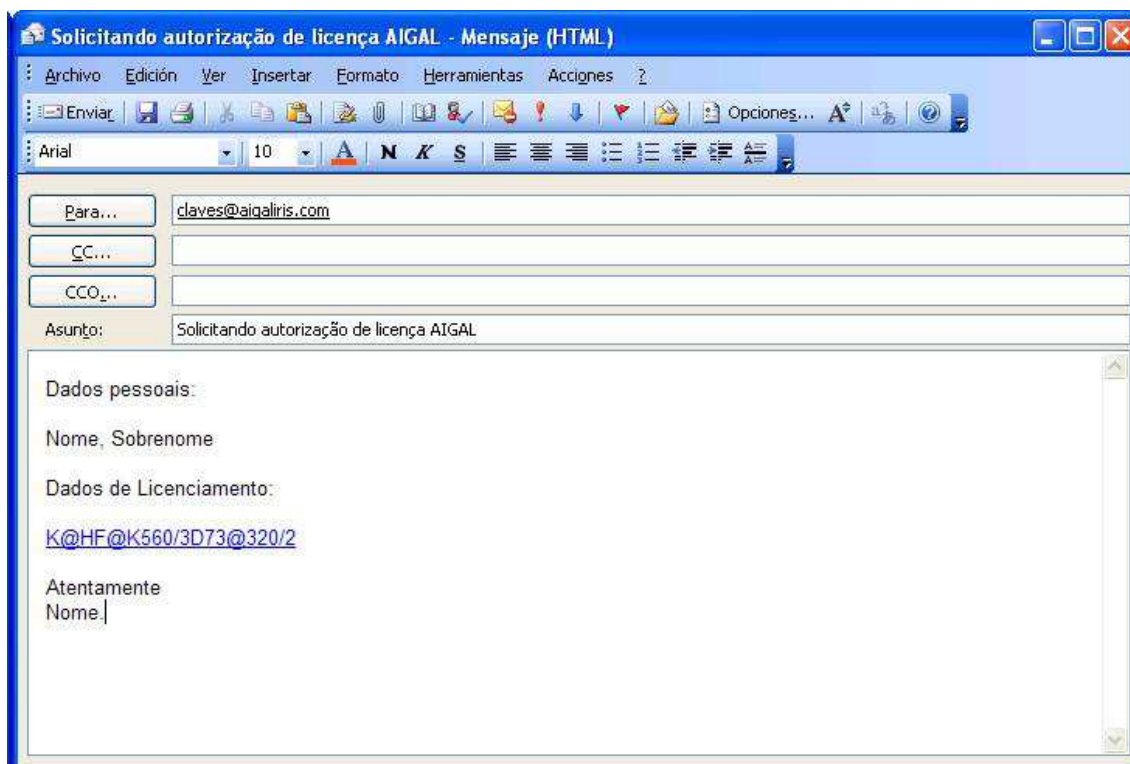 Solicitando autorização de licença AIGAL - Mensaje (HTML)
Archivo Edición Ver Insertar Formato Herramientas Acciones ?
Enviar Opciones...
Arial 10 A N K S
Para... claves@aigaliris.com
CC...
CCO...
Asunto: Solicitando autorização de licença AIGAL
Dados pessoais:
Nome, Sobrenome
Dados de Licenciamento:
K@HF@K560/3D73@320/2
Atentamente
Nome.